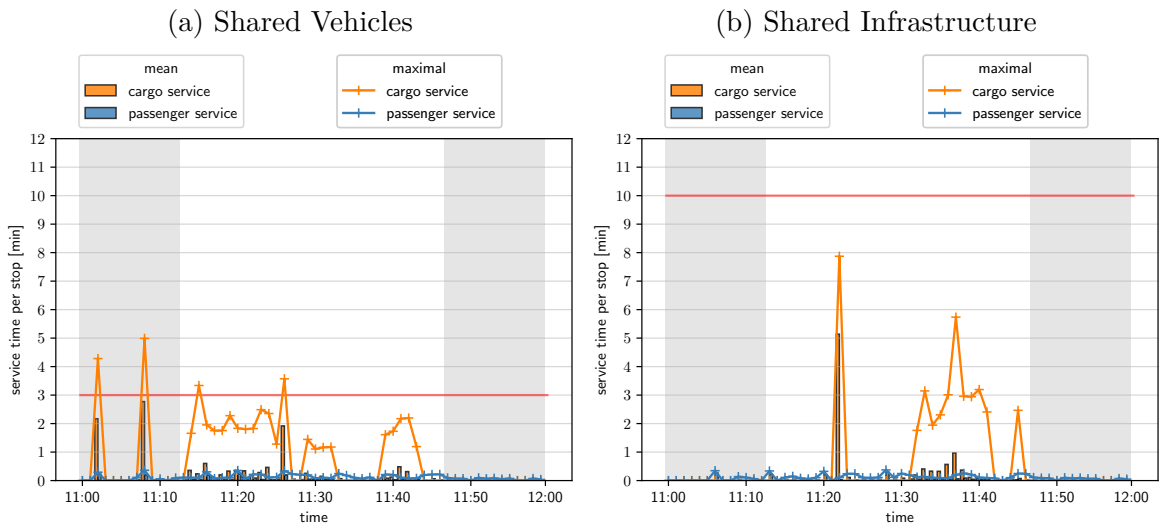 (a) Shared Vehicles
mean
cargo service
passenger service
maximal
cargo service
passenger service
12
11
10
9
8
7
6
5
4
3
2
1
0
service time per stop [min]
11:00 11:10 11:20 11:30 11:40 11:50 12:00
time
(b) Shared Infrastructure
mean
cargo service
passenger service
maximal
cargo service
passenger service
12
11
10
9
8
7
6
5
4
3
2
1
0
service time per stop [min]
11:00 11:10 11:20 11:30 11:40 11:50 12:00
time